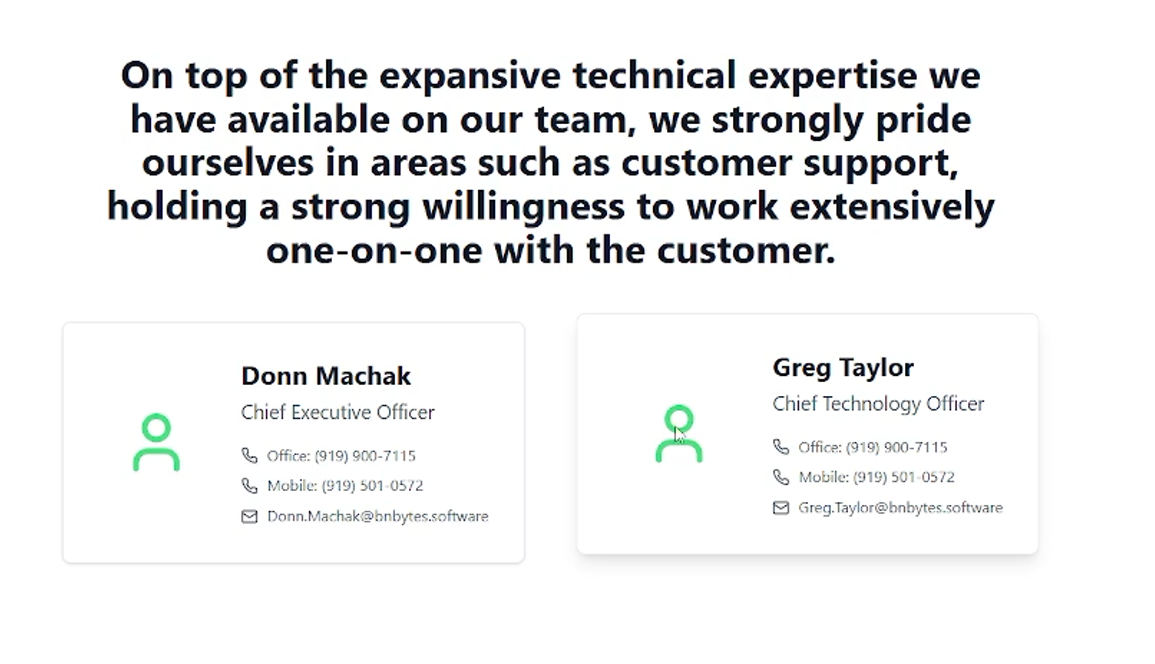 On top of the expansive technical expertise we
have available on our team, we strongly pride
ourselves in areas such as customer support,
holding a strong willingness to work extensively
one-on-one with the customer.
Donn Machak
Chief Executive Officer
Office: (919) 900-7115
Mobile: (919) 501-0572
Donn.Machak@bnbytes.software
Greg Taylor
Chief Technology Officer
Office: (919) 900-7115
Mobile: (919) 501-0572
Greg.Taylor@bnbytes.software